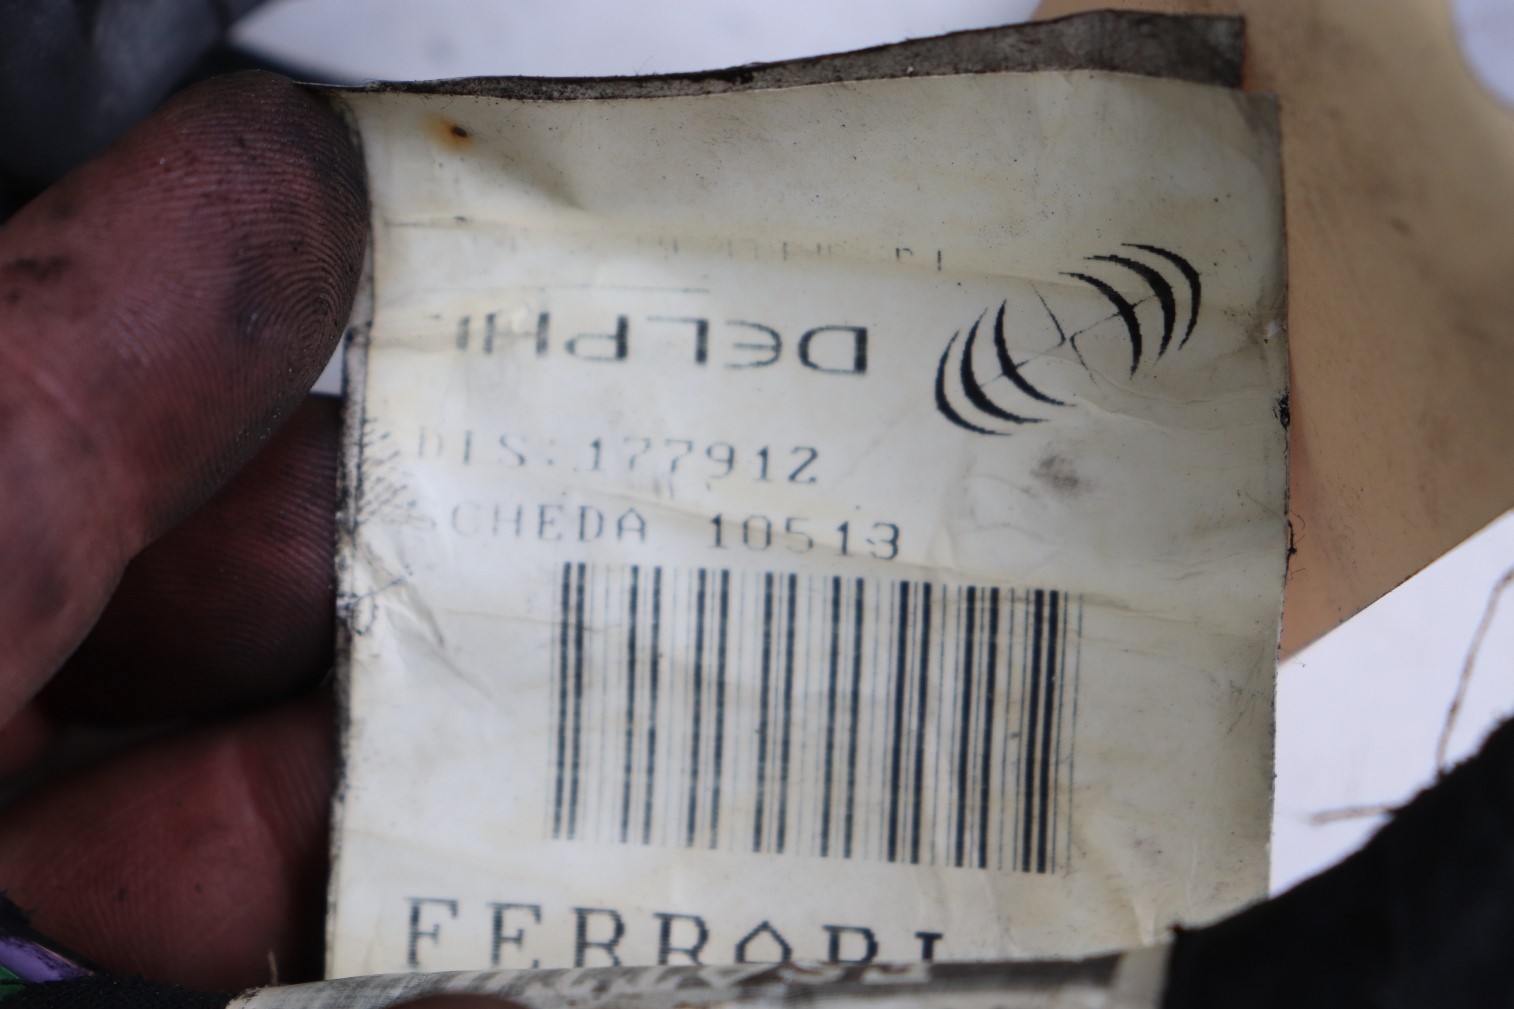 DELPHI
DIS:177912
SCHEDA 10513
FERRARI